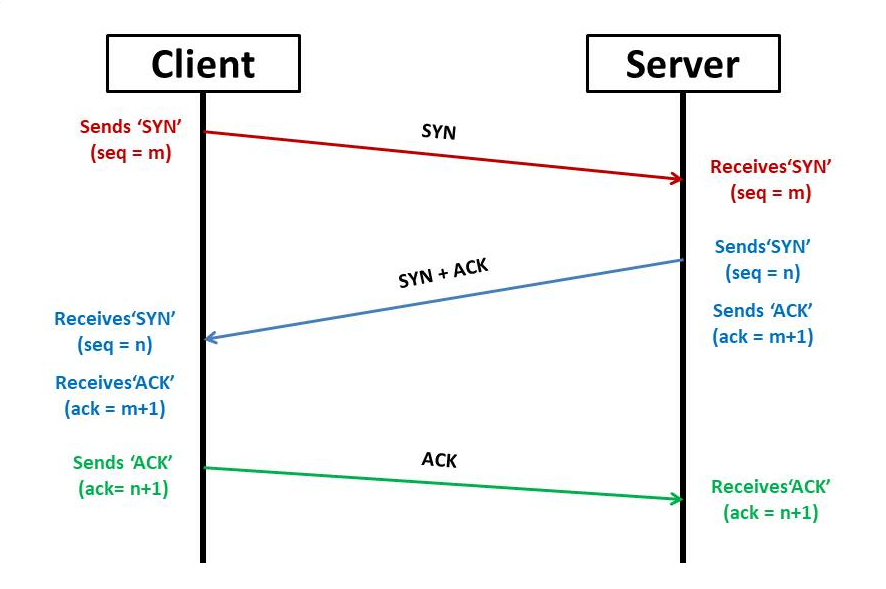 Client
Server
Sends ‘SYN’
(seq = m)
SYN
Receives‘SYN’
(seq = m)
Sends‘SYN’
(seq = n)
SYN + ACK
Sends ‘ACK’
(ack = m+1)
Receives‘SYN’
(seq = n)
Receives‘ACK’
(ack = m+1)
Sends ‘ACK’
(ack= n+1)
ACK
Receives‘ACK’
(ack = n+1)